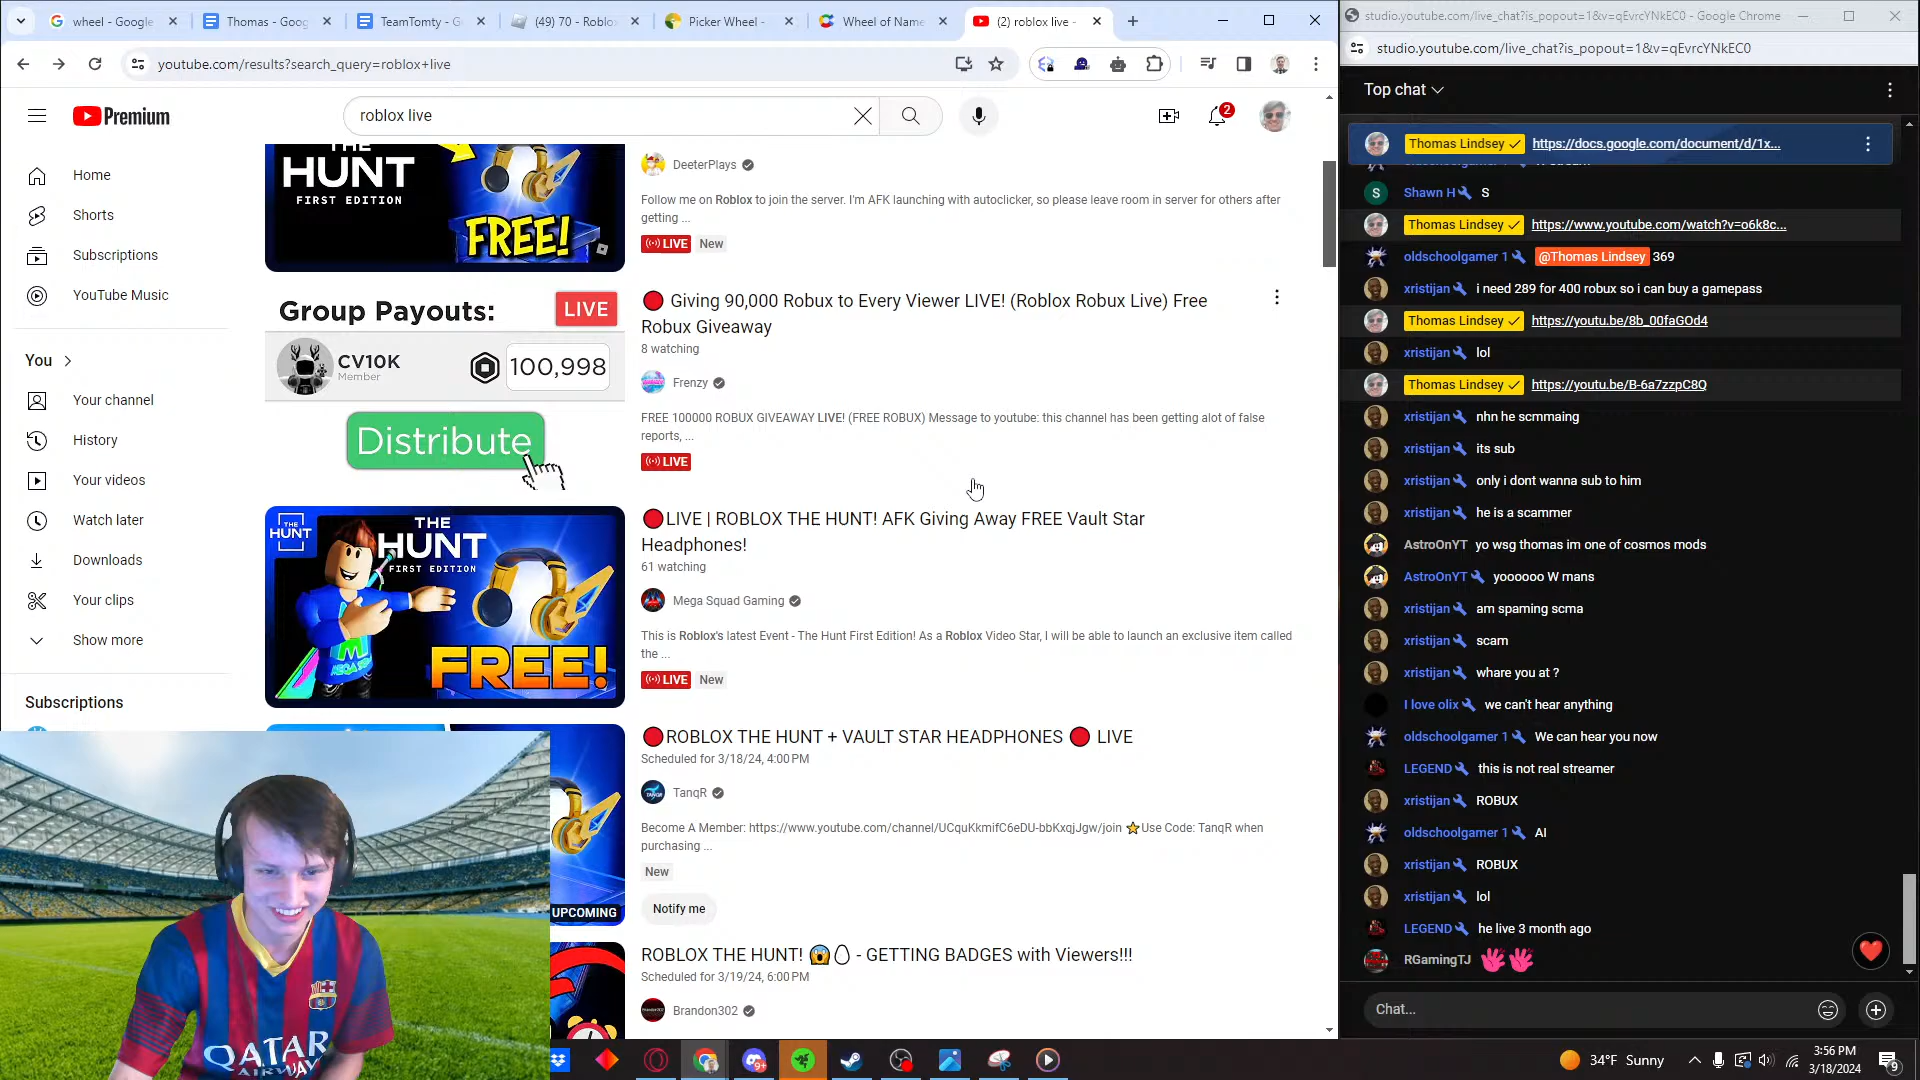 wheel - Google
Thomas - Goog
TeamTomty - G
(49) 70 - Roblox
Picker Wheel -
Wheel of Name
(2) roblox live -
youtube.com/results?search_query=roblox+live
Premium
roblox live
2
Home
Shorts
Subscriptions
YouTube Music
You
Your channel
History
Your videos
Watch later
Downloads
Your clips
Show more
Subscriptions
THE
HUNT
FIRST EDITION
FREE!
DeeterPlays
Follow me on Roblox to join the server. I'm AFK launching with autoclicker, so please leave room in server for others after
getting ...
LIVE New
Group Payouts: LIVE
CV10K
Member
100,998
Distribute
Giving 90,000 Robux to Every Viewer LIVE! (Roblox Robux Live) Free
Robux Giveaway
8 watching
Frenzy
FREE 100000 ROBUX GIVEAWAY LIVE! (FREE ROBUX) Message to youtube: this channel has been getting alot of false
reports, ...
LIVE
THE
HUNT
THE
HUNT
FIRST EDITION
MEGA SQUAD
FREE!
LIVE | ROBLOX THE HUNT! AFK Giving Away FREE Vault Star
Headphones!
61 watching
Mega Squad Gaming
This is Roblox's latest Event - The Hunt First Edition! As a Roblox Video Star, I will be able to launch an exclusive item called
the ...
LIVE New
UPCOMING
ROBLOX THE HUNT + VAULT STAR HEADPHONES LIVE
Scheduled for 3/18/24, 4:00 PM
TanqR
Become A Member: https://www.youtube.com/channel/UCquKkmifC6eDU-bbKxqjJgw/join ⭐Use Code: TanqR when
purchasing ...
New
Notify me
ROBLOX THE HUNT! - GETTING BADGES with Viewers!!!
Scheduled for 3/19/24, 6:00 PM
Brandon302
QATAR
AIRWAYS
studio.youtube.com/live_chat?is_popout=1&v=qEvrcYNkEC0 - Google Chrome
studio.youtube.com/live_chat?is_popout=1&v=qEvrcYNkEC0
Top chat
Thomas Lindsey https://docs.google.com/document/d/1x...
S Shawn H S
Thomas Lindsey https://www.youtube.com/watch?v=o6k8c...
oldschoolgamer 1 @Thomas Lindsey 369
xristijan i need 289 for 400 robux so i can buy a gamepass
Thomas Lindsey https://youtu.be/8b_00faGOd4
xristijan lol
Thomas Lindsey https://youtu.be/B-6a7zzpC8Q
xristijan nhn he scmmaing
xristijan its sub
xristijan only i dont wanna sub to him
xristijan he is a scammer
AstroOnYT yo wsg thomas im one of cosmos mods
AstroOnYT yoooooo W mans
xristijan am spaming scma
xristijan scam
xristijan whare you at ?
I love olix we can't hear anything
oldschoolgamer 1 We can hear you now
LEGEND this is not real streamer
xristijan ROBUX
oldschoolgamer 1 AI
xristijan ROBUX
xristijan lol
LEGEND he live 3 month ago
RGamingTJ
Chat...
9+
34°F Sunny
3:56 PM
3/18/2024
9